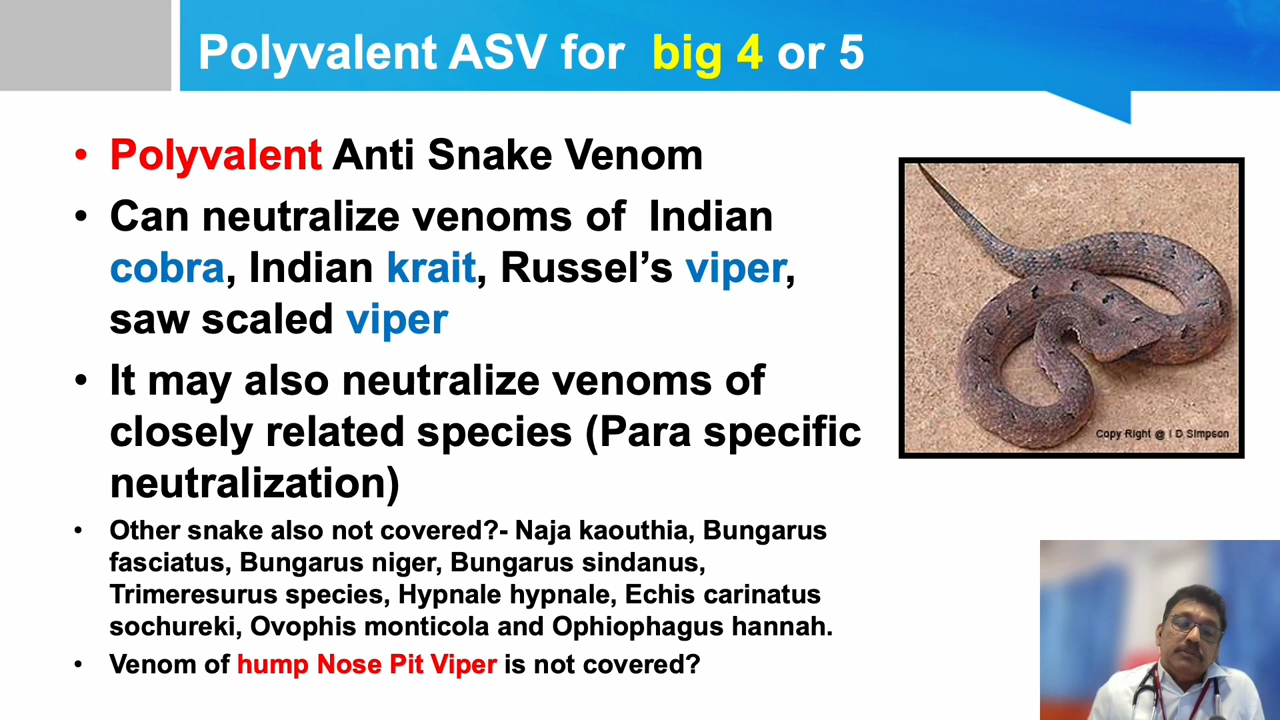 Polyvalent ASV for big 4 or 5
• Polyvalent Anti Snake Venom
• Can neutralize venoms of Indian
cobra, Indian krait, Russel’s viper,
saw scaled viper
• It may also neutralize venoms of
closely related species (Para specific
neutralization)
• Other snake also not covered?- Naja kaouthia, Bungarus
fasciatus, Bungarus niger, Bungarus sindanus,
Trimeresurus species, Hypnale hypnale, Echis carinatus
sochureki, Ovophis monticola and Ophiophagus hannah.
• Venom of hump Nose Pit Viper is not covered?
Copy Right @ I D Simpson